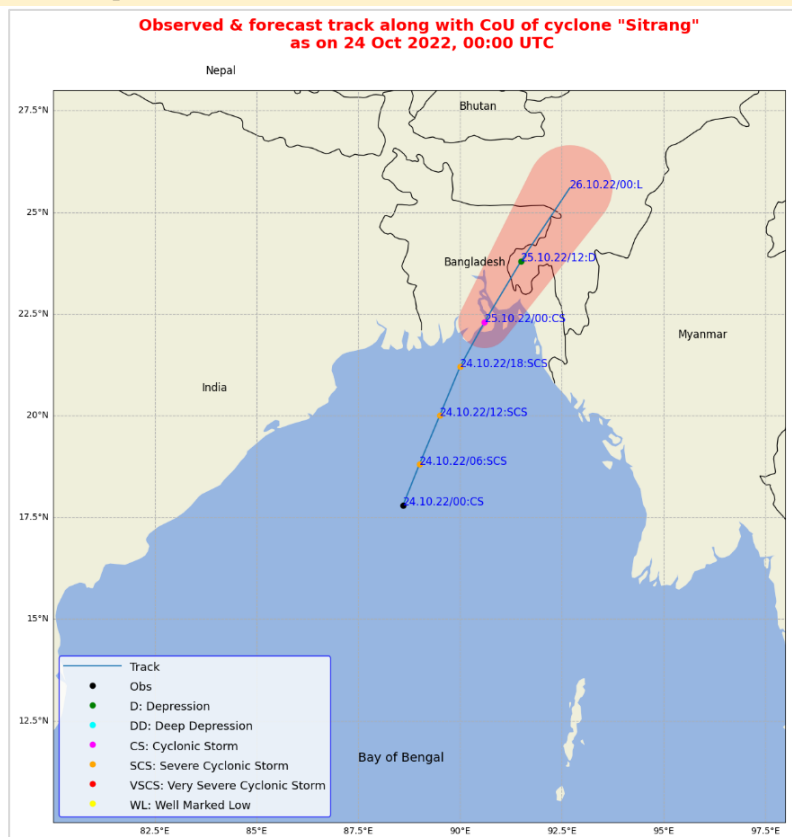 Observed & forecast track along with CoU of cyclone "Sitrang"
as on 24 Oct 2022, 00:00 UTC
Nepal
27.5°N
Bhutan
26.10.22/00:L
25°N
Bangladesh
25.10.22/12:D
22.5°N
25.10.22/00:CS
Myanmar
24.10.22/18:SCS
India
20°N
24.10.22/12:SCS
24.10.22/06:SCS
17.5°N
24.10.22/00:CS
15°N
12.5°N
Track
Obs
D: Depression
DD: Deep Depression
CS: Cyclonic Storm
SCS: Severe Cyclonic Storm
VSCS: Very Severe Cyclonic Storm
WL: Well Marked Low
Bay of Bengal
82.5°E 85°E 87.5°E 90°E 92.5°E 95°E 97.5°E